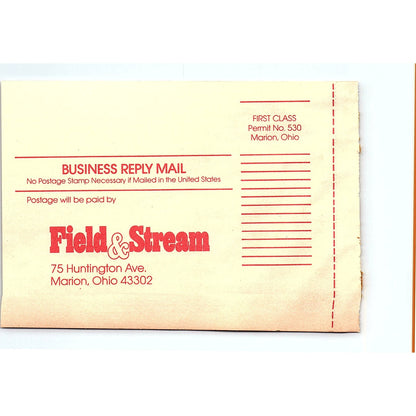 FIRST CLASS
Permit No. 530
Marion, Ohio
BUSINESS REPLY MAIL
No Postage Stamp Necessary if Mailed in the United States
Postage will be paid by
Field & Stream
75 Huntington Ave.
Marion, Ohio 43302